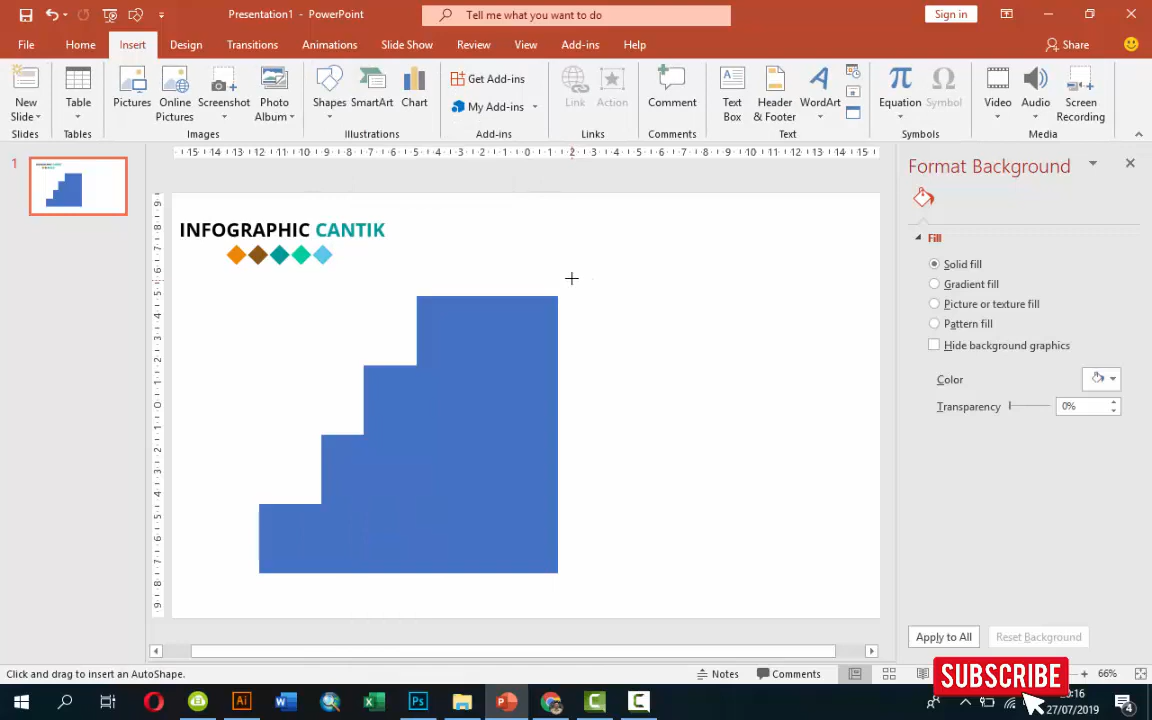 Presentation1 - PowerPoint
Tell me what you want to do
Sign in
File Home Insert Design Transitions Animations Slide Show Review View Add-ins Help
Share
New Slide
Table
Pictures
Online Pictures
Screenshot
Photo Album
Shapes
SmartArt
Chart
Get Add-ins
My Add-ins
Link
Action
Comment
Text Box
Header & Footer
WordArt
Equation
Symbol
Video
Audio
Screen Recording
Slides Tables Images Illustrations Add-ins Links Comments Text Symbols Media
1
INFOGRAPHIC CANTIK
Format Background
Fill
Solid fill
Gradient fill
Picture or texture fill
Pattern fill
Hide background graphics
Color
Transparency 0%
Apply to All Reset Background
Click and drag to insert an AutoShape.
Notes Comments 66%
SUBSCRIBE
27/07/2019
4